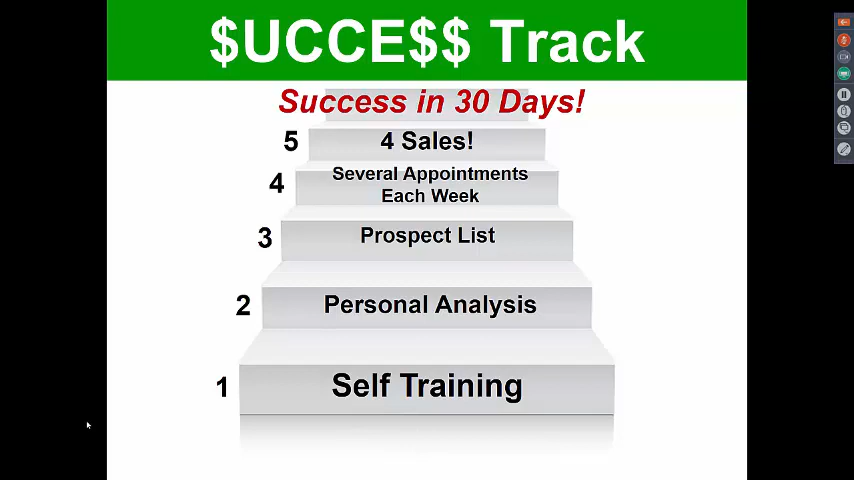 $UCCE$$ Track
Success in 30 Days!
5 4 Sales!
4 Several Appointments
Each Week
3 Prospect List
2 Personal Analysis
1 Self Training